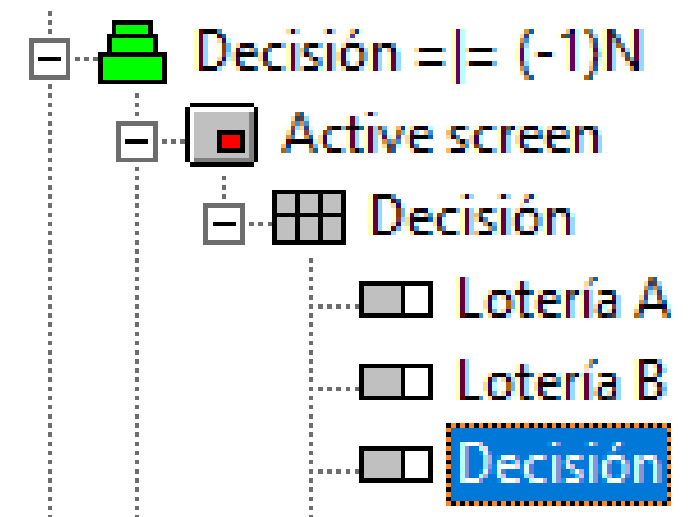 Decisión =|= (-1)N
Active screen
Decisión
Lotería A
Lotería B
Decisión